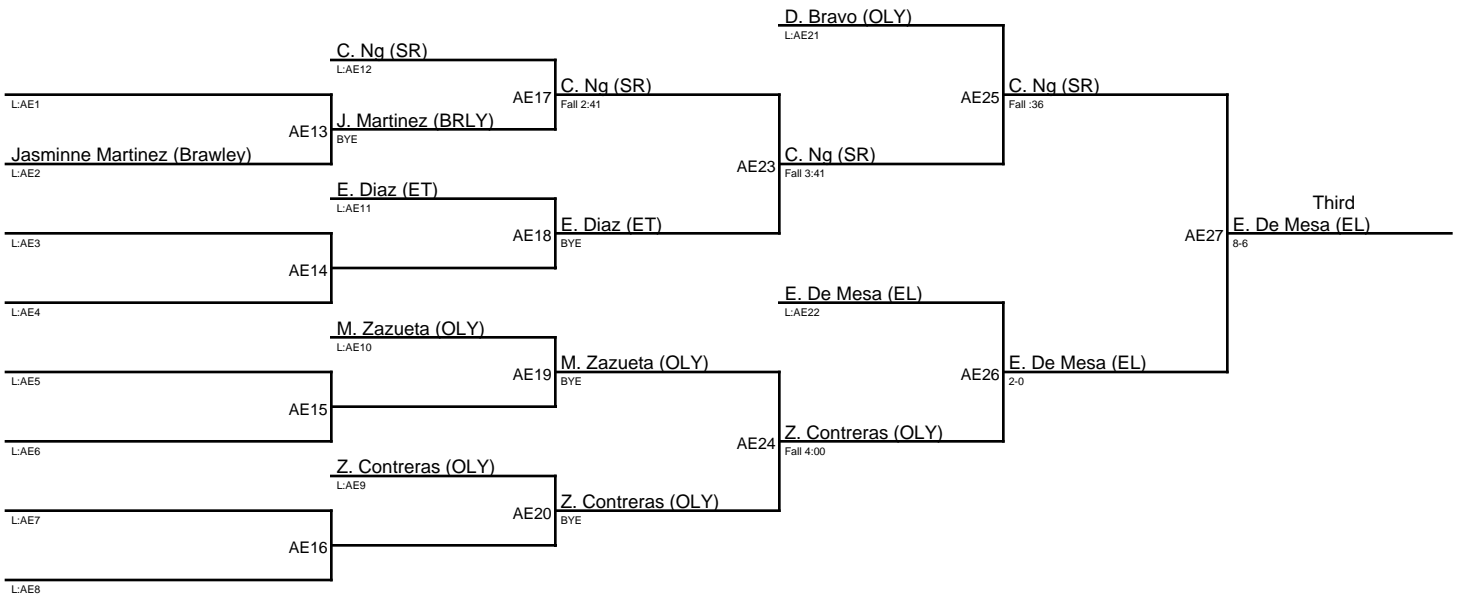 D. Bravo (OLY)
L:AE21
C. Ng (SR)
L:AE12
C. Ng (SR)
AE17
Fall 2:41
C. Ng (SR)
AE25
Fall :36
L:AE1
J. Martinez (BRLY)
AE13
BYE
Jasminne Martinez (Brawley)
L:AE2
C. Ng (SR)
AE23
Fall 3:41
E. Diaz (ET)
L:AE11
Third
E. Diaz (ET)
AE18
BYE
E. De Mesa (EL)
AE27
8-6
L:AE3
AE14
L:AE4
E. De Mesa (EL)
L:AE22
M. Zazueta (OLY)
L:AE10
M. Zazueta (OLY)
AE19
BYE
E. De Mesa (EL)
AE26
2-0
L:AE5
AE15
L:AE6
Z. Contreras (OLY)
AE24
Fall 4:00
Z. Contreras (OLY)
L:AE9
Z. Contreras (OLY)
AE20
BYE
L:AE7
AE16
L:AE8